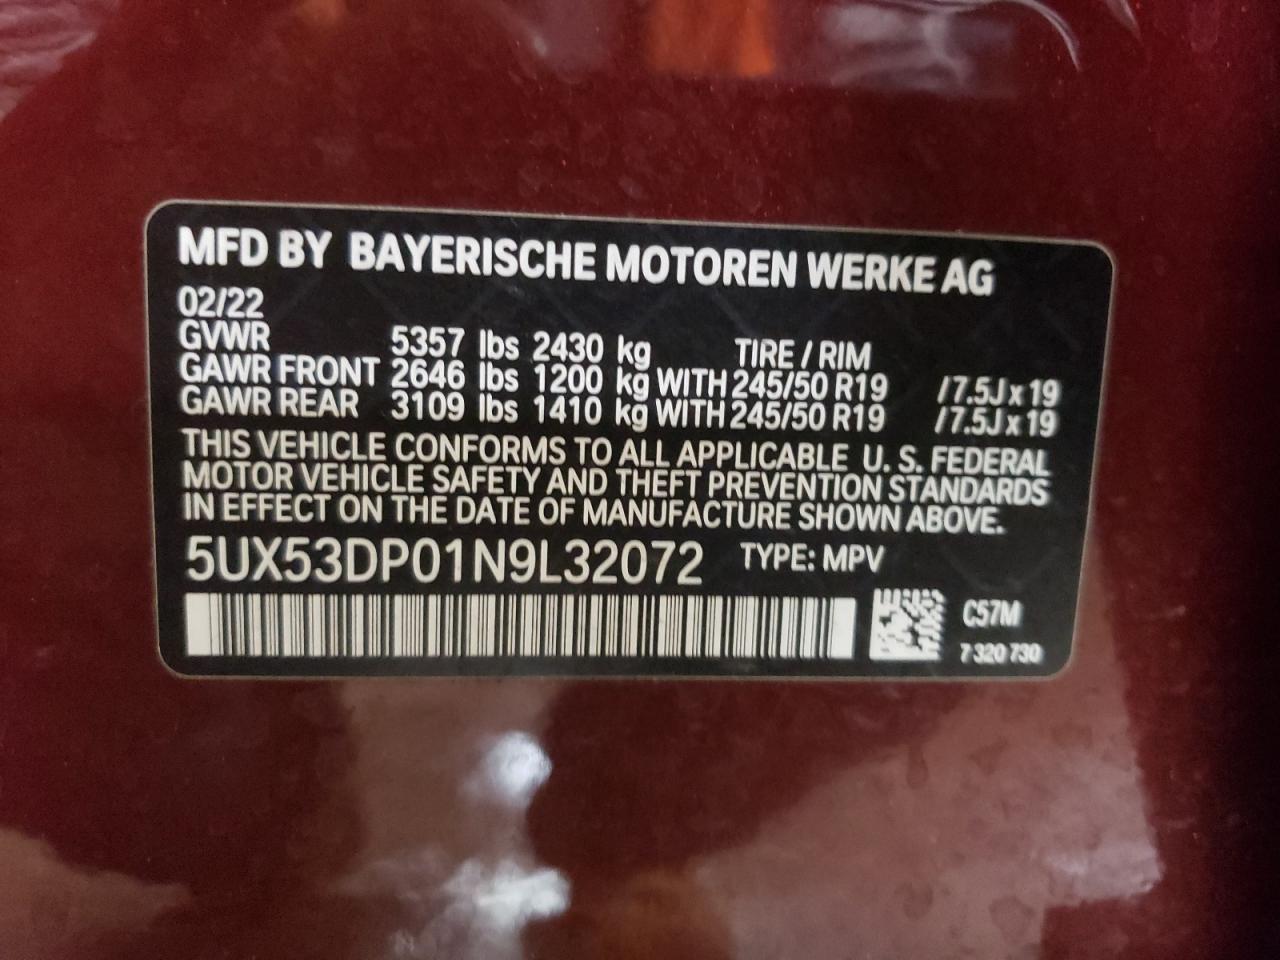 MFD BY BAYERISCHE MOTOREN WERKE AG
02/22
GVWR 5357 lbs 2430 kg TIRE / RIM
GAWR FRONT 2646 lbs 1200 kg WITH 245/50 R19 /7.5J x 19
GAWR REAR 3109 lbs 1410 kg WITH 245/50 R19 /7.5J x 19
THIS VEHICLE CONFORMS TO ALL APPLICABLE U. S. FEDERAL
MOTOR VEHICLE SAFETY AND THEFT PREVENTION STANDARDS
IN EFFECT ON THE DATE OF MANUFACTURE SHOWN ABOVE.
5UX53DP01N9L32072 TYPE: MPV
C57M
7 320 730